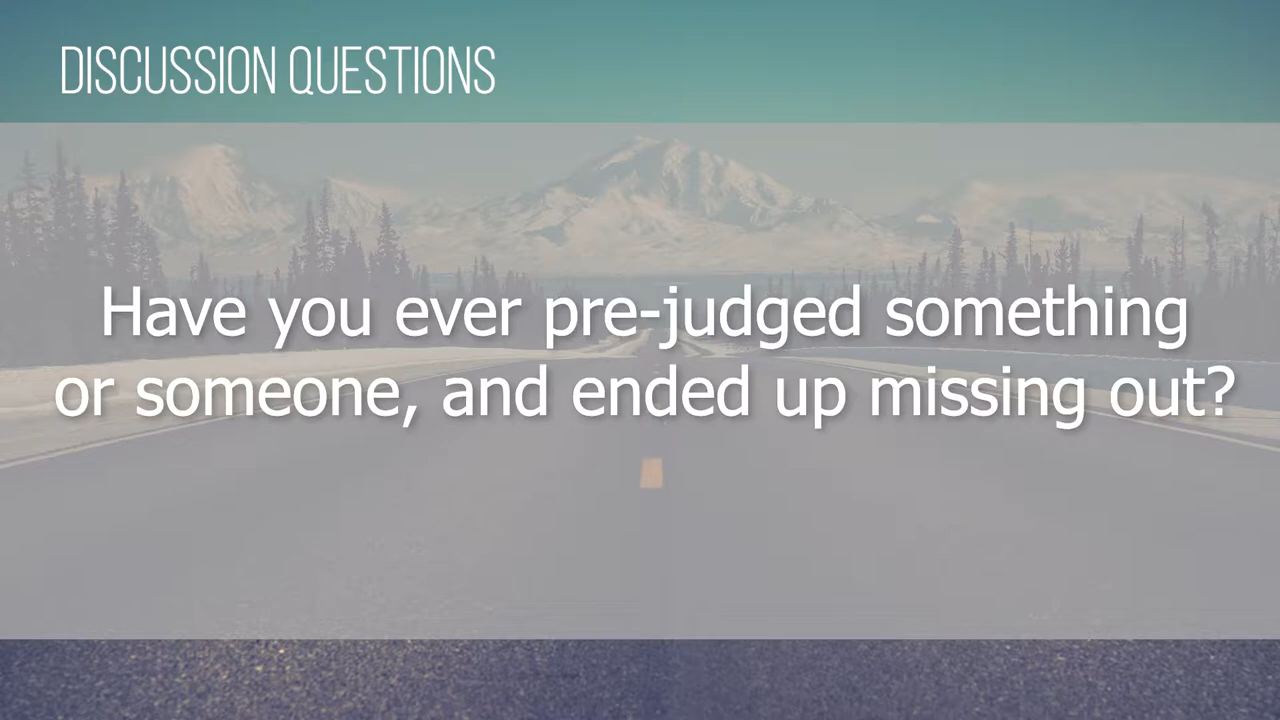 DISCUSSION QUESTIONS
Have you ever pre-judged something
or someone, and ended up missing out?